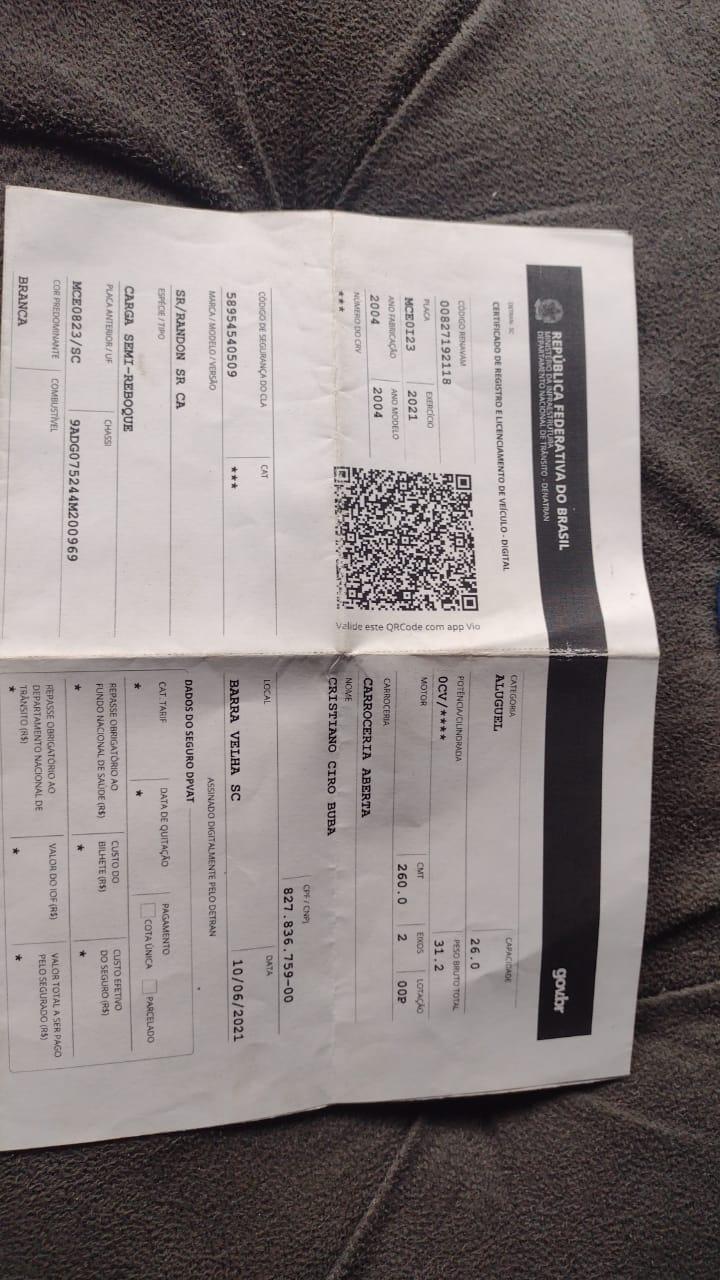 REPÚBLICA FEDERATIVA DO BRASIL
MINISTÉRIO DA INFRAESTRUTURA
DEPARTAMENTO NACIONAL DE TRÂNSITO - DENATRAN
gov.br
DETRAN- SC
CERTIFICADO DE REGISTRO E LICENCIAMENTO DE VEÍCULO - DIGITAL
CÓDIGO RENAVAM
00827192118
PLACA EXERCÍCIO
MCE0I23 2021
ANO FABRICAÇÃO ANO MODELO
2004 2004
NÚMERO DO CRV
***
Valide este QRCode com app Vio
CÓDIGO DE SEGURANÇA DO CLA CAT
58954540509 ***
MARCA / MODELO / VERSÃO
SR/RANDON SR CA
ESPÉCIE / TIPO
CARGA SEMI-REBOQUE
PLACA ANTERIOR / UF CHASSI
MCE0823/SC 9ADG075244M200969
COR PREDOMINANTE COMBUSTÍVEL
BRANCA
CATEGORIA CAPACIDADE
ALUGUEL 26.0
POTÊNCIA/CILINDRADA PESO BRUTO TOTAL
0CV/**** 31.2
MOTOR CMT EIXOS LOTAÇÃO
260.0 2 00P
CARROCERIA
CARROCERIA ABERTA
NOME
CRISTIANO CIRO BUBA
CPF / CNPJ
827.836.759-00
LOCAL DATA
BARRA VELHA SC 10/06/2021
ASSINADO DIGITALMENTE PELO DETRAN
DADOS DO SEGURO DPVAT
CAT. TARIF DATA DE QUITAÇÃO PAGAMENTO
* * COTA ÚNICA PARCELADO
REPASSE OBRIGATÓRIO AO FUNDO NACIONAL DE SAÚDE (R$) CUSTO DO BILHETE (R$) CUSTO EFETIVO DO SEGURO (R$)
* * *
REPASSE OBRIGATÓRIO AO DEPARTAMENTO NACIONAL DE TRÂNSITO (R$) VALOR DO IOF (R$) VALOR TOTAL A SER PAGO PELO SEGURADO (R$)
* * *